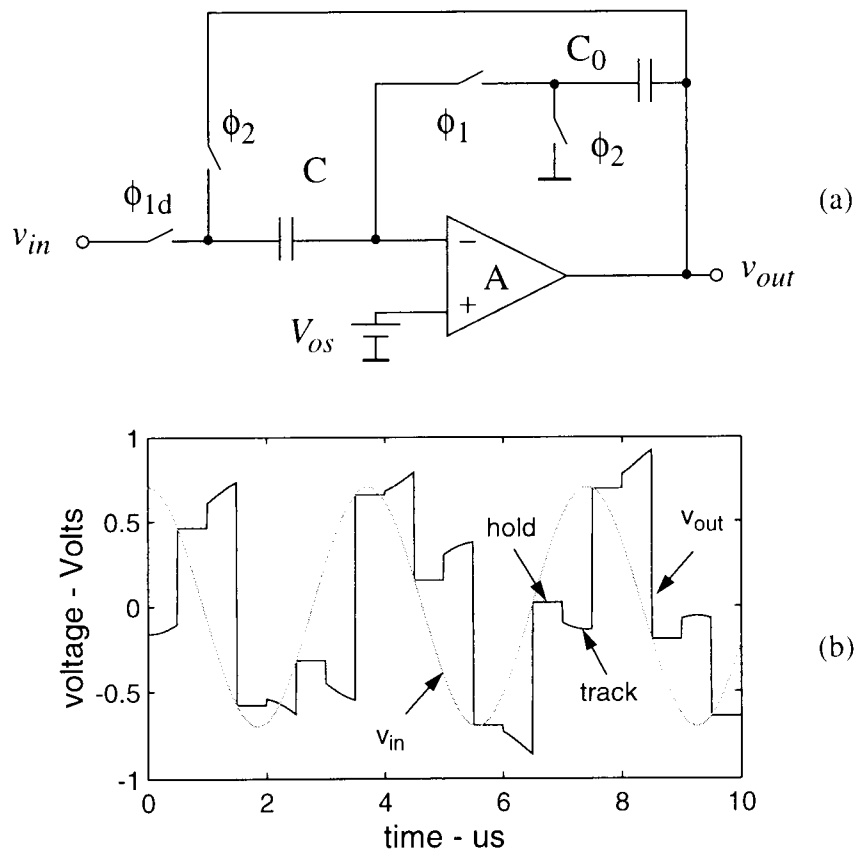 C₀
ϕ₁
ϕ₂
ϕ₂
C
ϕ₁d
(a)
vin
−
A
+
vout
Vos
1
0.5
0
-0.5
-1
voltage - Volts
hold
vout
track
vin
(b)
0
2
4
6
8
10
time - us